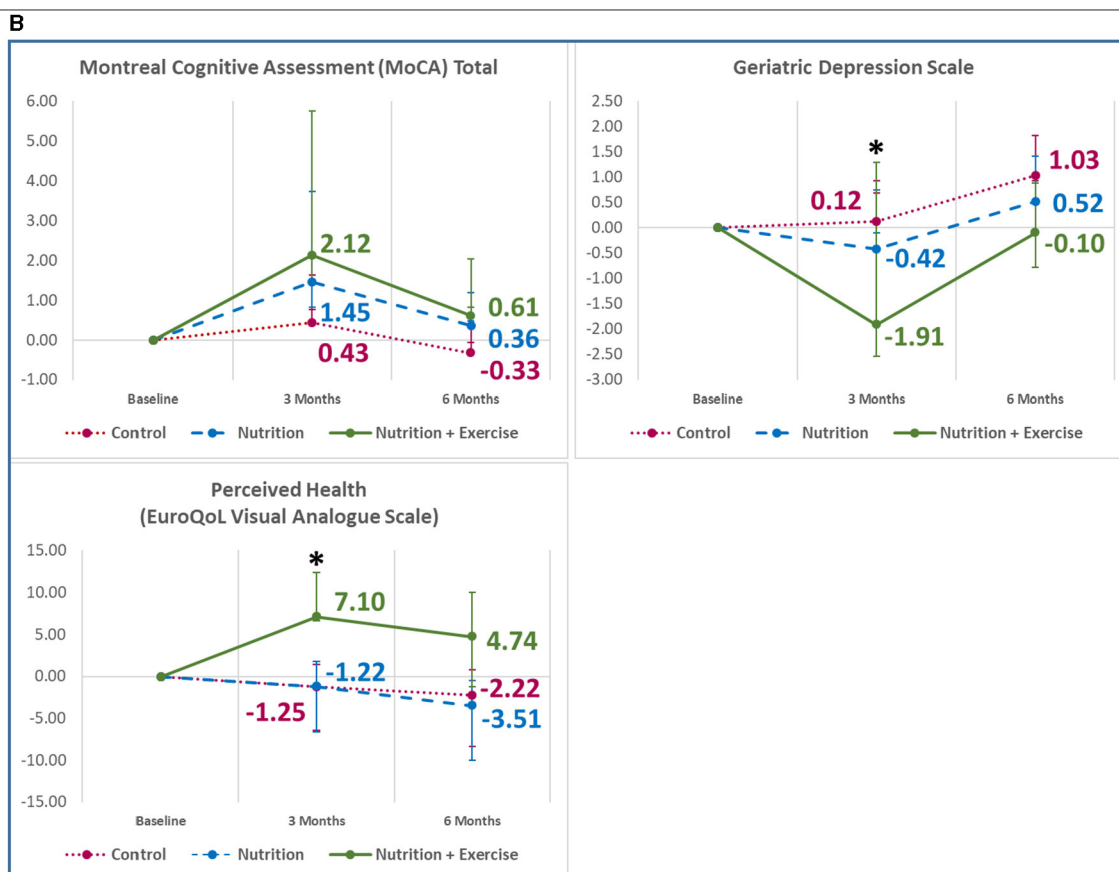 B
Montreal Cognitive Assessment (MoCA) Total
6.00
5.00
4.00
3.00
2.00
1.00
0.00
-1.00
2.12
1.45
0.43
0.61
0.36
-0.33
Baseline
3 Months
6 Months
Control
Nutrition
Nutrition + Exercise
Geriatric Depression Scale
2.50
2.00
1.50
1.00
0.50
0.00
-0.50
-1.00
-1.50
-2.00
-2.50
-3.00
*
0.12
-0.42
-1.91
1.03
0.52
-0.10
Baseline
3 Months
6 Months
Control
Nutrition
Nutrition + Exercise
Perceived Health
(EuroQoL Visual Analogue Scale)
15.00
10.00
5.00
0.00
-5.00
-10.00
-15.00
*
7.10
-1.22
-1.25
4.74
-2.22
-3.51
Baseline
3 Months
6 Months
Control
Nutrition
Nutrition + Exercise